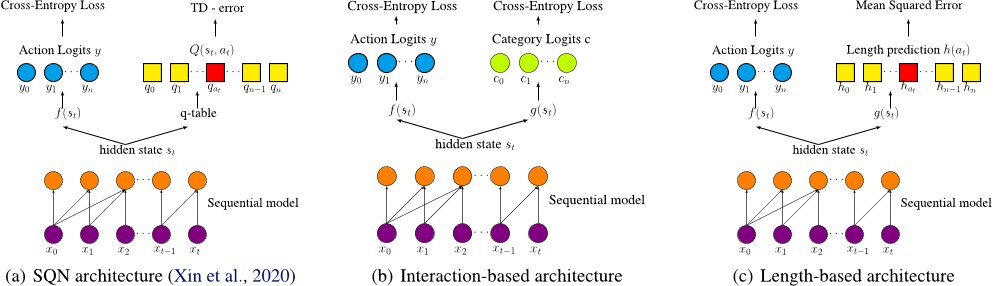 Cross-Entropy Loss
TD - error
Action Logits y
Q(s_t, a_t)
y_0 y_1 y_n
q_0 q_1 q_{a_t} q_{n-1} q_n
f(s_t)
q-table
hidden state s_t
Sequential model
x_0 x_1 x_2 x_{t-1} x_t
(a) SQN architecture (Xin et al., 2020)
Cross-Entropy Loss
Cross-Entropy Loss
Action Logits y
Category Logits c
y_0 y_1 y_n
c_0 c_1 c_n
f(s_t)
g(s_t)
hidden state s_t
Sequential model
x_0 x_1 x_2 x_{t-1} x_t
(b) Interaction-based architecture
Cross-Entropy Loss
Mean Squared Error
Action Logits y
Length prediction h(a_t)
y_0 y_1 y_n
h_0 h_1 h_{a_t} h_{n-1} h_n
f(s_t)
g(s_t)
hidden state s_t
Sequential model
x_0 x_1 x_2 x_{t-1} x_t
(c) Length-based architecture